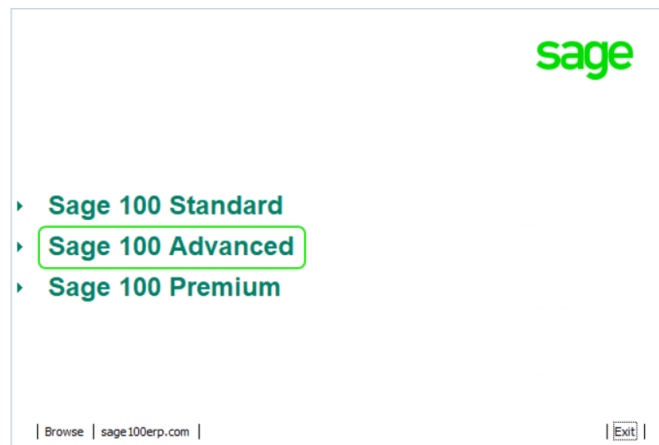 sage
Sage 100 Standard
Sage 100 Advanced
Sage 100 Premium
| Browse | sage100erp.com | | Exit |